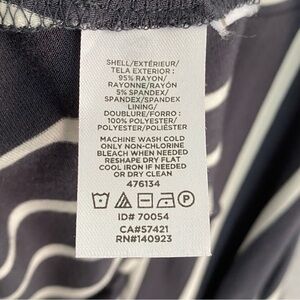 SHELL/EXTÉRIEUR/
TELA EXTERIOR :
95% RAYON/
RAYONNE/RAYÓN
5% SPANDEX/
SPANDEX/SPANDEX
LINING/
DOUBLURE/FORRO :
100% POLYESTER/
POLYESTER/POLIÉSTER
MACHINE WASH COLD
ONLY NON-CHLORINE
BLEACH WHEN NEEDED
RESHAPE DRY FLAT
COOL IRON IF NEEDED
OR DRY CLEAN
476134
P
ID# 70054
CA#57421
RN#140923